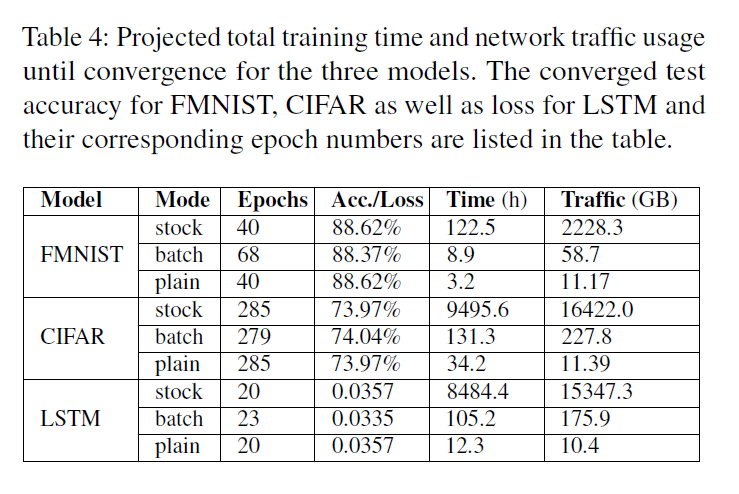 Table 4: Projected total training time and network traffic usage
until convergence for the three models. The converged test
accuracy for FMNIST, CIFAR as well as loss for LSTM and
their corresponding epoch numbers are listed in the table.
Model Mode Epochs Acc./Loss Time (h) Traffic (GB)
FMNIST stock 40 88.62% 122.5 2228.3
batch 68 88.37% 8.9 58.7
plain 40 88.62% 3.2 11.17
CIFAR stock 285 73.97% 9495.6 16422.0
batch 279 74.04% 131.3 227.8
plain 285 73.97% 34.2 11.39
LSTM stock 20 0.0357 8484.4 15347.3
batch 23 0.0335 105.2 175.9
plain 20 0.0357 12.3 10.4